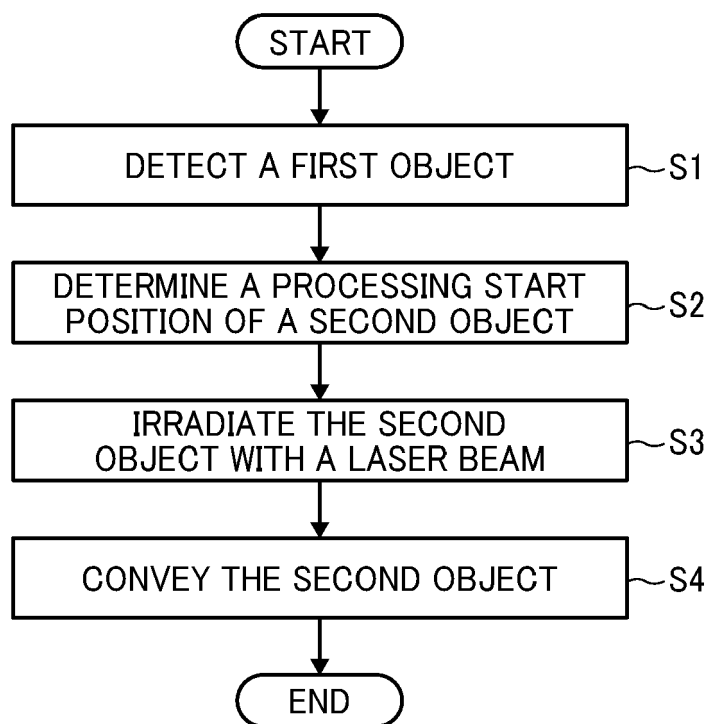 START
DETECT A FIRST OBJECT
S1
DETERMINE A PROCESSING START
POSITION OF A SECOND OBJECT
S2
IRRADIATE THE SECOND
OBJECT WITH A LASER BEAM
S3
CONVEY THE SECOND OBJECT
S4
END